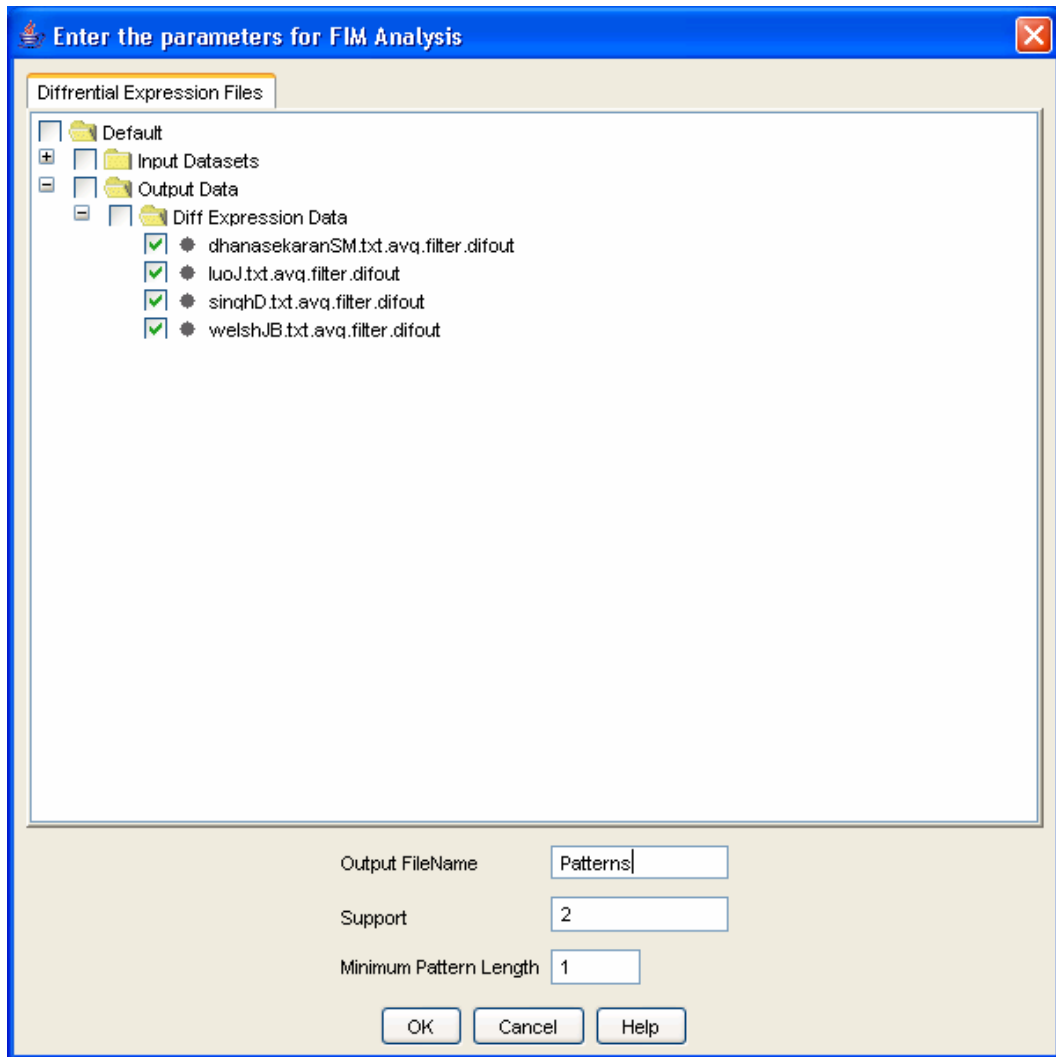 Enter the parameters for FIM Analysis
Diffrential Expression Files
Default
Input Datasets
Output Data
Diff Expression Data
dhanasekaranSM.txt.avg.filter.difout
luoJ.txt.avg.filter.difout
singhD.txt.avg.filter.difout
welshJB.txt.avg.filter.difout
Output FileName Patterns
Support 2
Minimum Pattern Length 1
OK Cancel Help